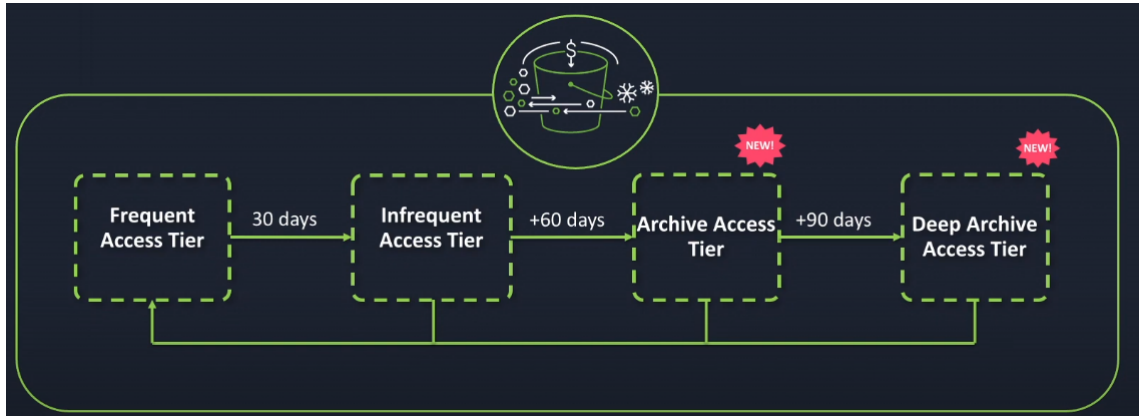 $
NEW!
NEW!
Frequent
Access Tier
30 days
Infrequent
Access Tier
+60 days
Archive Access
Tier
+90 days
Deep Archive
Access Tier